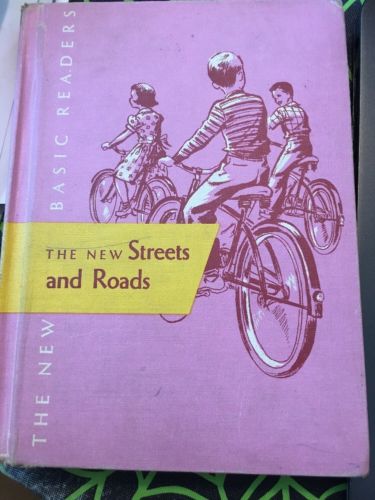 THE NEW BASIC READERS
THE NEW Streets
and Roads